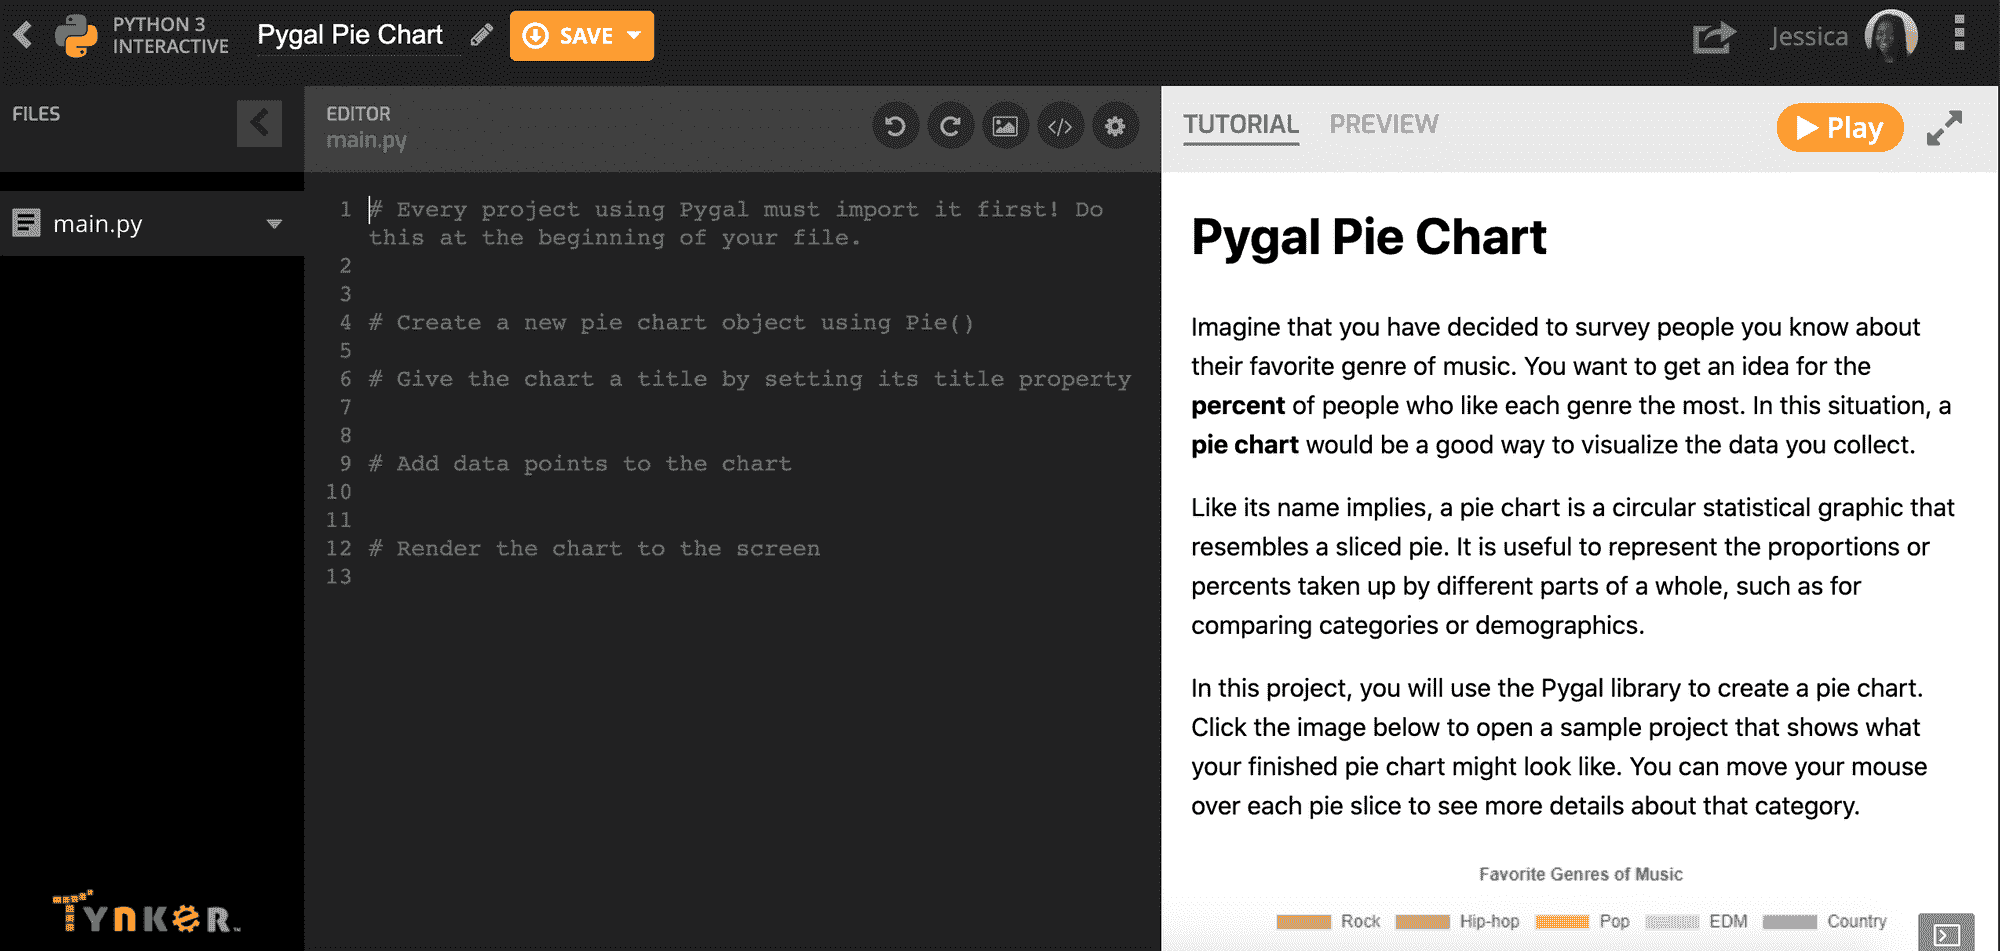 PYTHON 3
INTERACTIVE
Pygal Pie Chart
SAVE
Jessica
FILES
main.py
EDITOR
main.py
1 # Every project using Pygal must import it first! Do
this at the beginning of your file.
2
3
4 # Create a new pie chart object using Pie()
5
6 # Give the chart a title by setting its title property
7
8
9 # Add data points to the chart
10
11
12 # Render the chart to the screen
13
TYNKER™
TUTORIAL PREVIEW
Play
Pygal Pie Chart
Imagine that you have decided to survey people you know about
their favorite genre of music. You want to get an idea for the
percent of people who like each genre the most. In this situation, a
pie chart would be a good way to visualize the data you collect.
Like its name implies, a pie chart is a circular statistical graphic that
resembles a sliced pie. It is useful to represent the proportions or
percents taken up by different parts of a whole, such as for
comparing categories or demographics.
In this project, you will use the Pygal library to create a pie chart.
Click the image below to open a sample project that shows what
your finished pie chart might look like. You can move your mouse
over each pie slice to see more details about that category.
Favorite Genres of Music
Rock Hip-hop Pop EDM Country